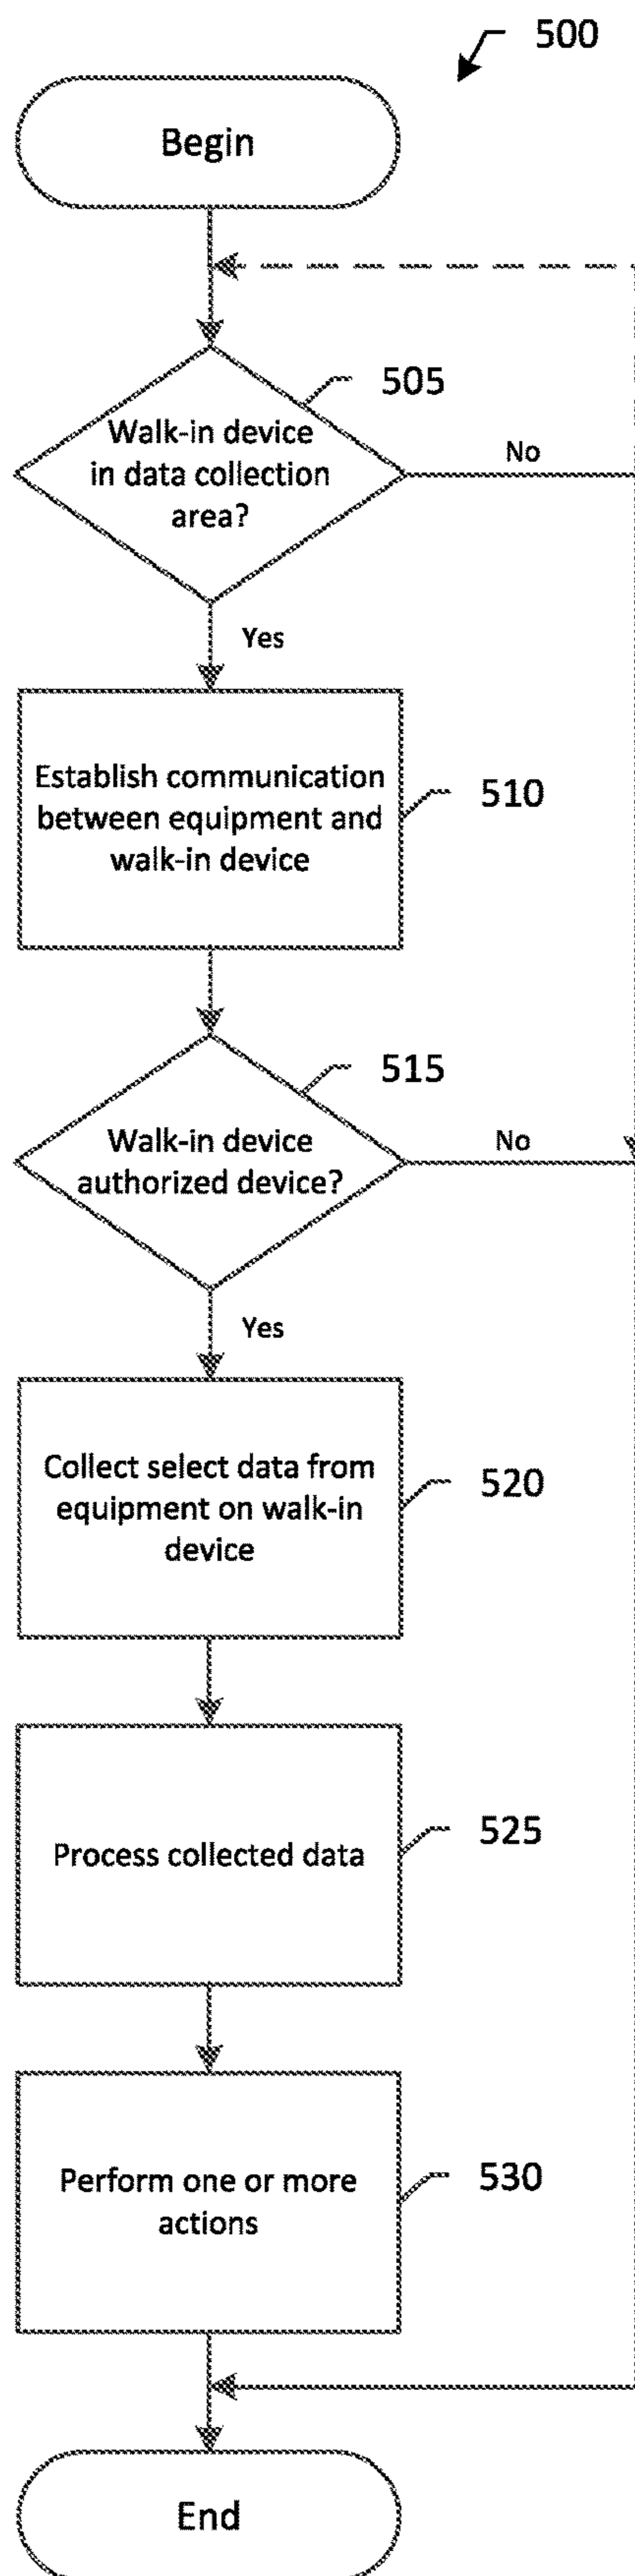 500
Begin
505
Walk-in device
in data collection
area?
No
Yes
Establish communication
between equipment and
walk-in device
510
515
Walk-in device
authorized device?
No
Yes
Collect select data from
equipment on walk-in
device
520
Process collected data
525
Perform one or more
actions
530
End